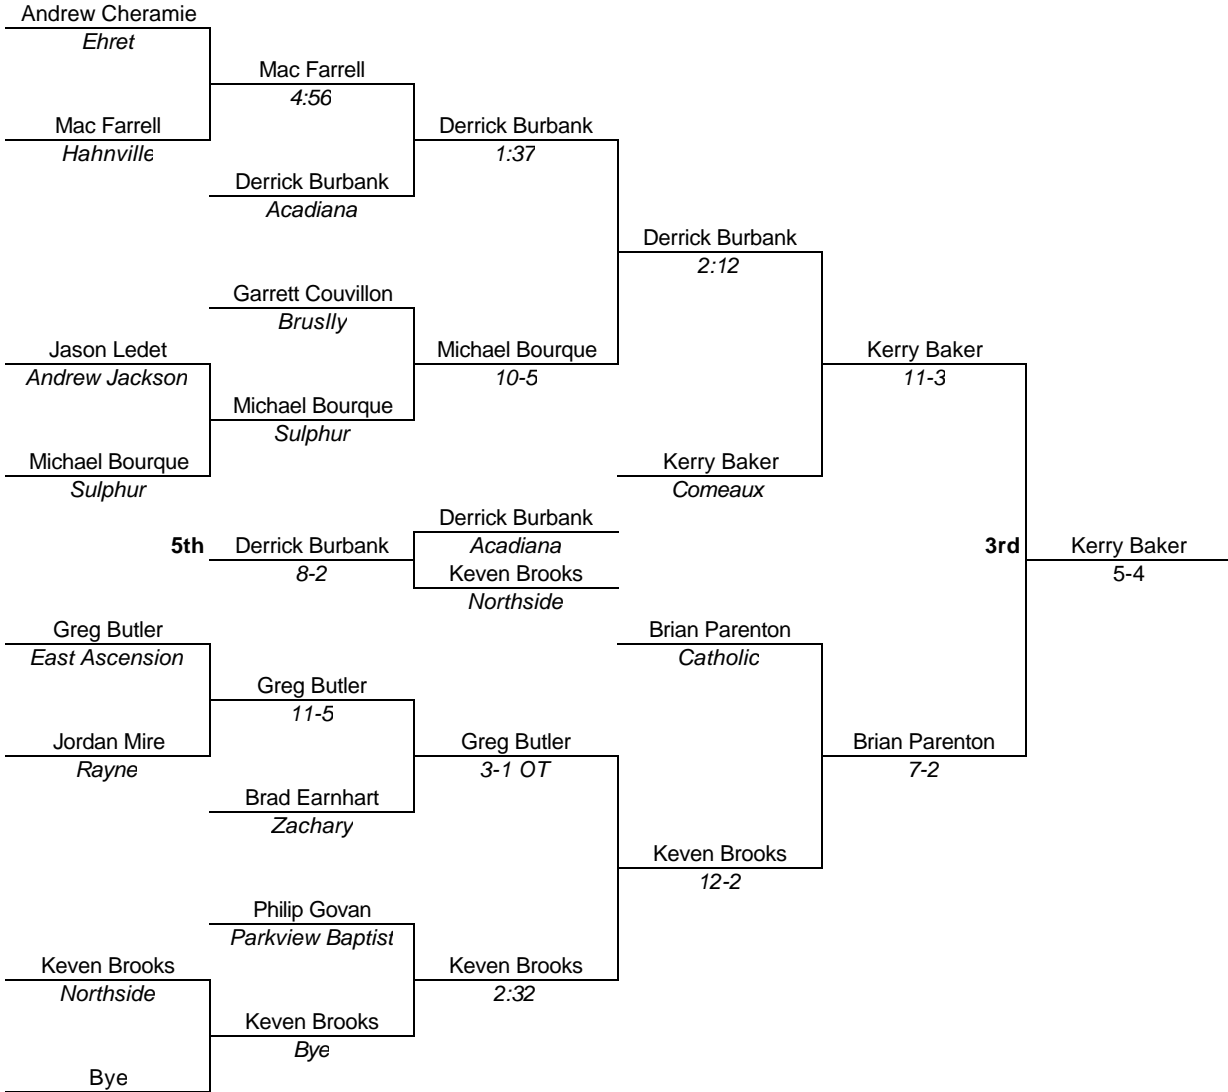 Andrew Cheramie
Ehret
Mac Farrell
4:56
Mac Farrell
Hahnville
Derrick Burbank
1:37
Derrick Burbank
Acadiana
Derrick Burbank
2:12
Garrett Couvillon
Bruslly
Jason Ledet
Andrew Jackson
Michael Bourque
10-5
Kerry Baker
11-3
Michael Bourque
Sulphur
Michael Bourque
Sulphur
Kerry Baker
Comeaux
Derrick Burbank
Acadiana
5th Derrick Burbank
8-2
3rd Kerry Baker
5-4
Keven Brooks
Northside
Greg Butler
East Ascension
Brian Parenton
Catholic
Greg Butler
11-5
Jordan Mire
Rayne
Greg Butler
3-1 OT
Brian Parenton
7-2
Brad Earnhart
Zachary
Keven Brooks
12-2
Philip Govan
Parkview Baptist
Keven Brooks
Northside
Keven Brooks
2:32
Keven Brooks
Bye
Bye